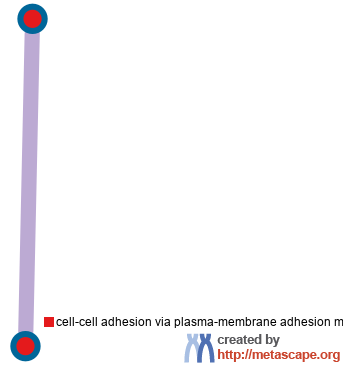 cell-cell adhesion via plasma-membrane adhesion m
created by
http://metascape.org